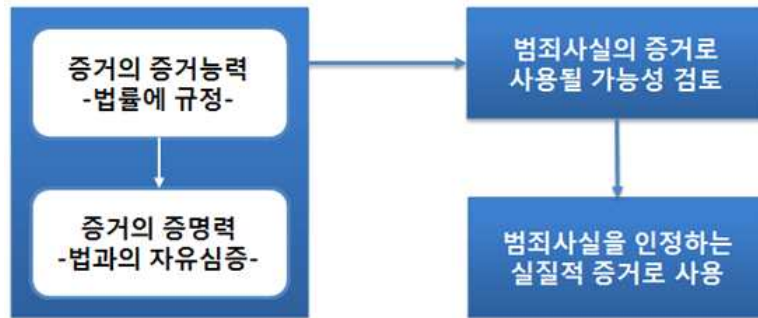 증거의 증거능력
-법률에 규정-
범죄사실의 증거로
사용될 가능성 검토
증거의 증명력
-법과의 자유심증-
범죄사실을 인정하는
실질적 증거로 사용